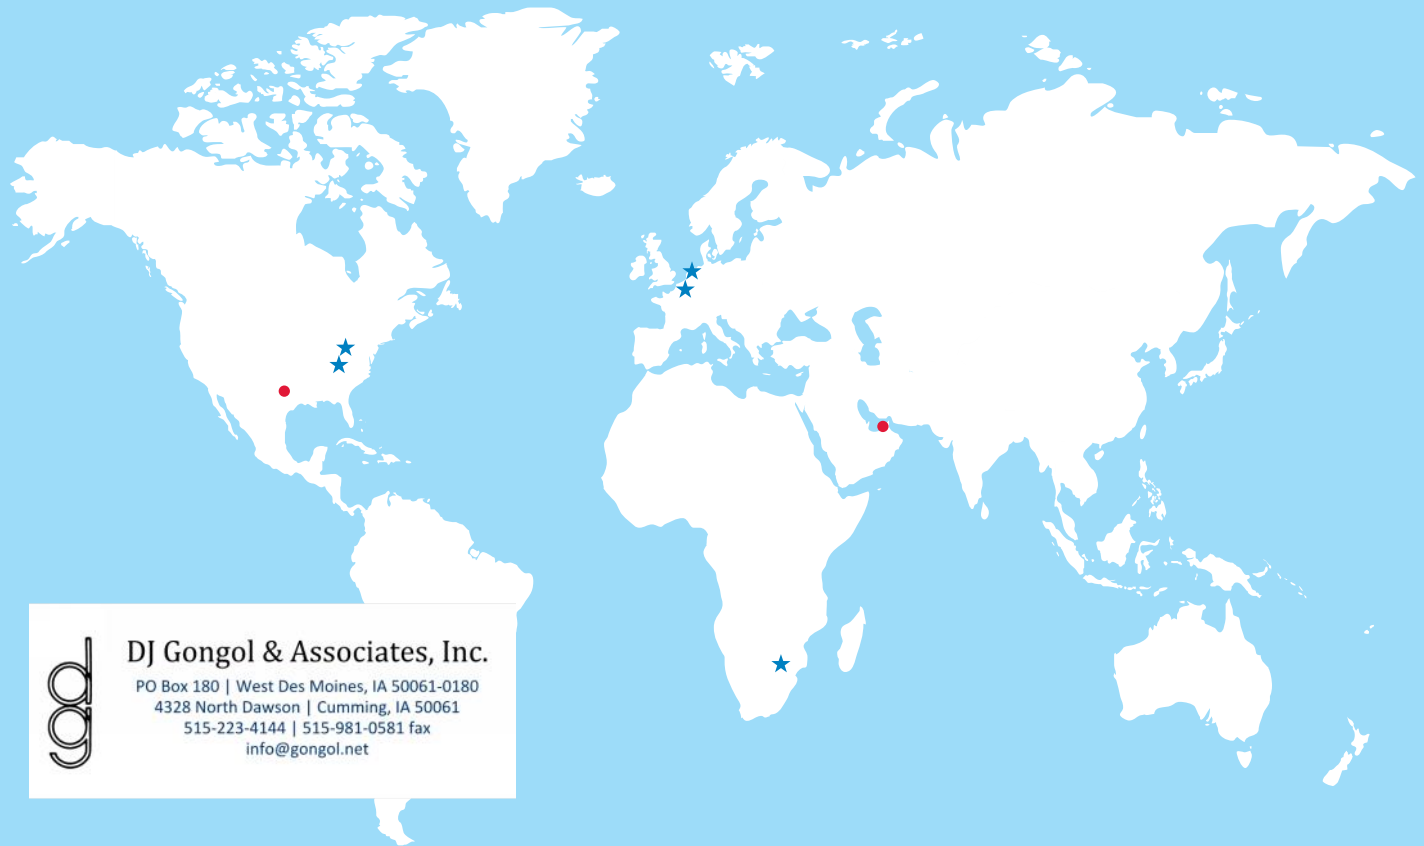 DJ Gongol & Associates, Inc.
PO Box 180 | West Des Moines, IA 50061-0180
4328 North Dawson | Cumming, IA 50061
515-223-4144 | 515-981-0581 fax
info@gongol.net